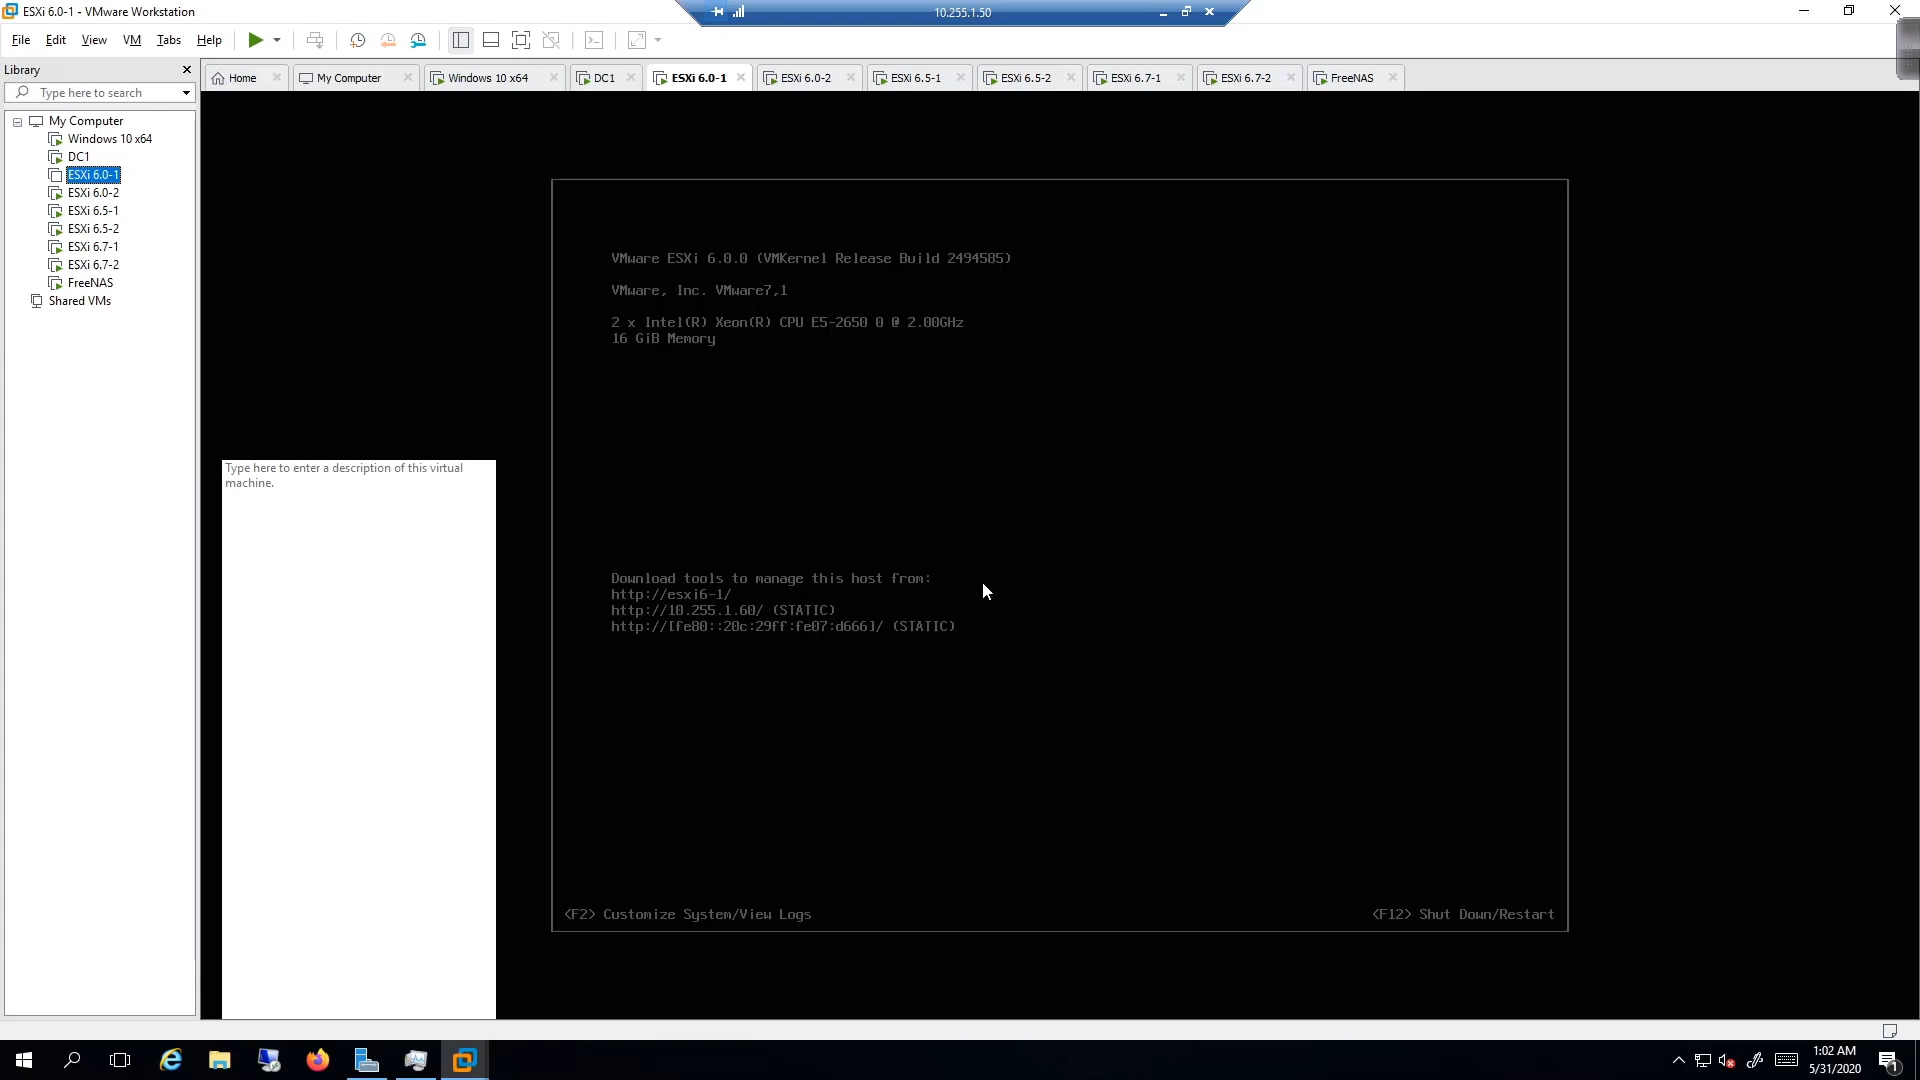 ESXi 6.0-1 - VMware Workstation
10.255.1.50
File Edit View VM Tabs Help
Library
Type here to search
Home My Computer Windows 10 x64 DC1 ESXi 6.0-1 ESXi 6.0-2 ESXi 6.5-1 ESXi 6.5-2 ESXi 6.7-1 ESXi 6.7-2 FreeNAS
My Computer
Windows 10 x64
DC1
ESXi 6.0-1
ESXi 6.0-2
ESXi 6.5-1
ESXi 6.5-2
ESXi 6.7-1
ESXi 6.7-2
FreeNAS
Shared VMs
VMware ESXi 6.0.0 (VMKernel Release Build 2494585)
VMware, Inc. VMware7,1
2 x Intel(R) Xeon(R) CPU E5-2650 0 @ 2.00GHz
16 GiB Memory
Type here to enter a description of this virtual
machine.
Download tools to manage this host from:
http://esxi6-1/
http://10.255.1.60/ (STATIC)
http://[fe80::20c:29ff:fe07:d666]/ (STATIC)
<F2> Customize System/View Logs
<F12> Shut Down/Restart
1:02 AM
5/31/2020
1